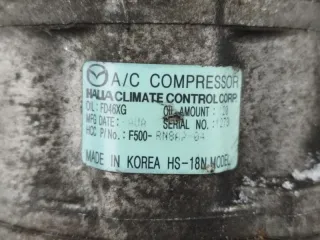 A/C COMPRESSOR
HALLA CLIMATE CONTROL CORP.
OIL: FD46XG OIL AMOUNT :
MFG DATE: SERIAL NO. :
HCC P/No. : F500-
MADE IN KOREA HS-18N MODEL